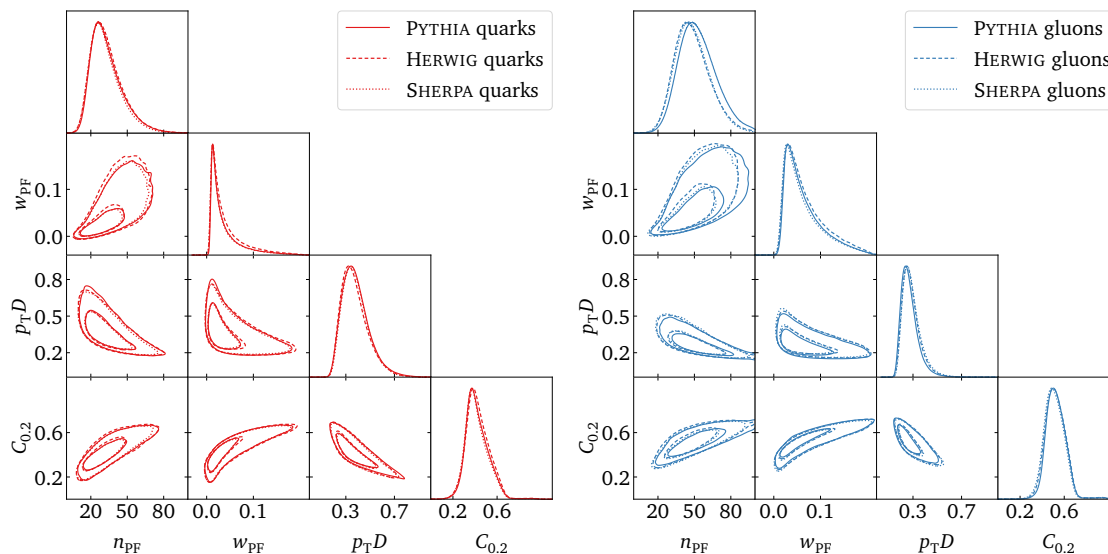 PYTHIA quarks
HERWIG quarks
SHERPA quarks
w_PF
0.1
0.0
p_T D
0.8
0.5
0.2
C_0.2
0.6
0.2
20 50 80 0.0 0.1 0.3 0.7 0.2 0.6
n_PF w_PF p_T D C_0.2
PYTHIA gluons
HERWIG gluons
SHERPA gluons
w_PF
0.1
0.0
p_T D
0.8
0.5
0.2
C_0.2
0.6
0.2
20 50 80 0.0 0.1 0.3 0.7 0.2 0.6
n_PF w_PF p_T D C_0.2